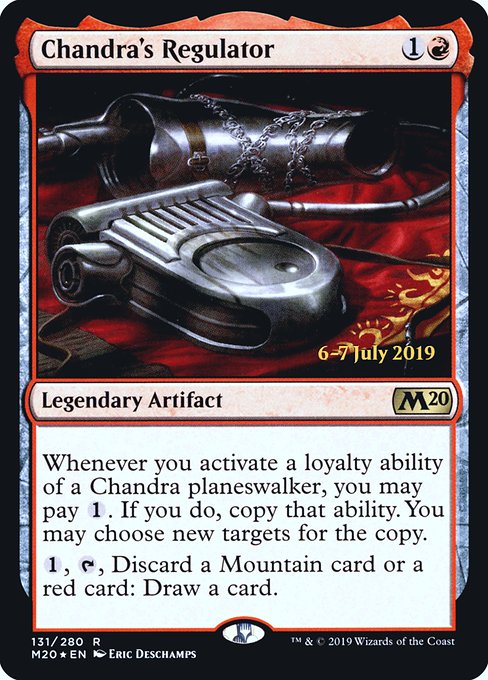 Chandra's Regulator 1
6–7 July 2019
Legendary Artifact M20
Whenever you activate a loyalty ability
of a Chandra planeswalker, you may
pay 1. If you do, copy that ability. You
may choose new targets for the copy.
1, , Discard a Mountain card or a
red card: Draw a card.
131/280 R
M20★EN Eric Deschamps ™ & © 2019 Wizards of the Coast